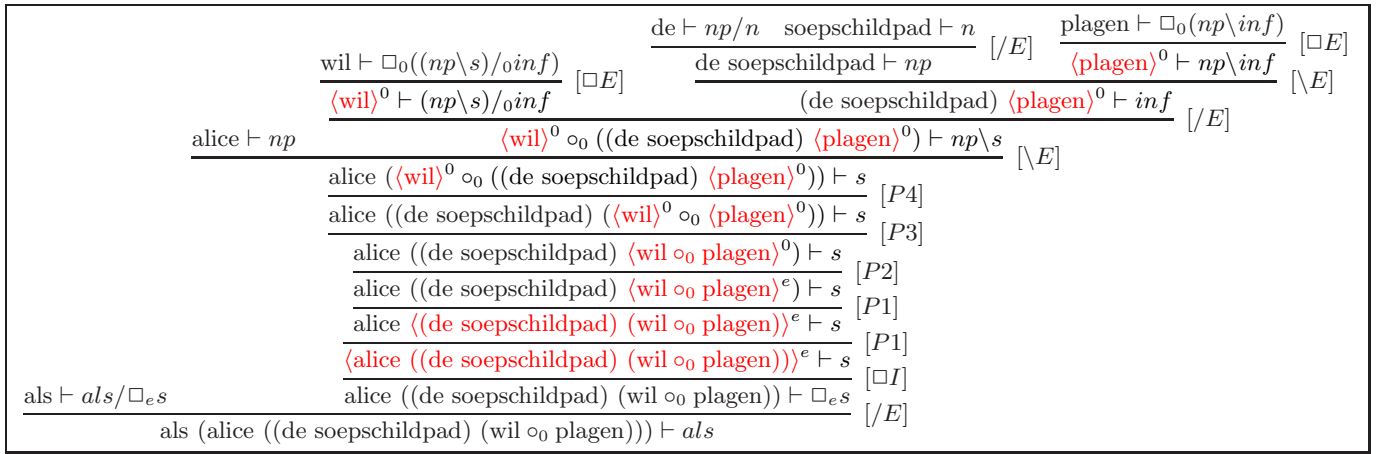 de ⊢ np/n soepschildpad ⊢ n [/E] plagen ⊢ □₀(np\inf) [□E]
wil ⊢ □₀((np\s)/₀inf) [□E] de soepschildpad ⊢ np ⟨plagen⟩⁰ ⊢ np\inf [\E]
⟨wil⟩⁰ ⊢ (np\s)/₀inf (de soepschildpad) ⟨plagen⟩⁰ ⊢ inf [/E]
alice ⊢ np ⟨wil⟩⁰ ∘₀ ((de soepschildpad) ⟨plagen⟩⁰) ⊢ np\s [\E]
alice (⟨wil⟩⁰ ∘₀ ((de soepschildpad) ⟨plagen⟩⁰)) ⊢ s [P4]
alice ((de soepschildpad) (⟨wil⟩⁰ ∘₀ ⟨plagen⟩⁰)) ⊢ s [P3]
alice ((de soepschildpad) ⟨wil ∘₀ plagen⟩⁰) ⊢ s [P2]
alice ((de soepschildpad) ⟨wil ∘₀ plagen⟩ᵉ) ⊢ s [P1]
alice ⟨(de soepschildpad) (wil ∘₀ plagen)⟩ᵉ ⊢ s [P1]
⟨alice ((de soepschildpad) (wil ∘₀ plagen))⟩ᵉ ⊢ s [□I]
als ⊢ als/□ₑs alice ((de soepschildpad) (wil ∘₀ plagen)) ⊢ □ₑs [/E]
als (alice ((de soepschildpad) (wil ∘₀ plagen))) ⊢ als